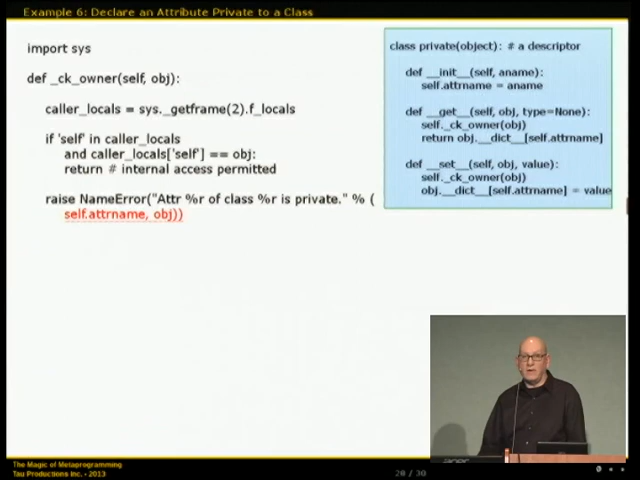 Example 6: Declare an Attribute Private to a Class
import sys
def _ck_owner(self, obj):
caller_locals = sys._getframe(2).f_locals
if 'self' in caller_locals
and caller_locals['self'] == obj:
return # internal access permitted
raise NameError("Attr %r of class %r is private." % (
self.attrname, obj))
class private(object): # a descriptor
def __init__(self, aname):
self.attrname = aname
def __get__(self, obj, type=None):
self._ck_owner(obj)
return obj.__dict__[self.attrname]
def __set__(self, obj, value):
self._ck_owner(obj)
obj.__dict__[self.attrname] = value
acer
The Magic of Metaprogramming
Tau Productions Inc. - 2013
20 / 30